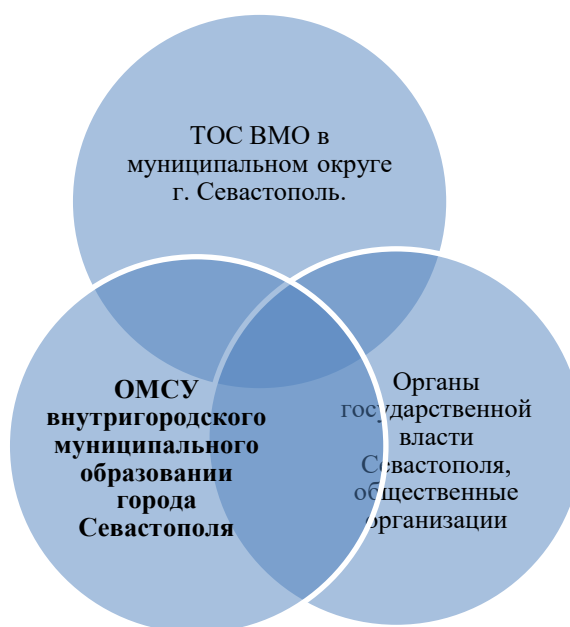 ТОС ВМО в
муниципальном округе
г. Севастополь.
ОМСУ
внутригородского
муниципального
образовании
города
Севастополя
Органы
государственной
власти
Севастополя,
общественные
организации